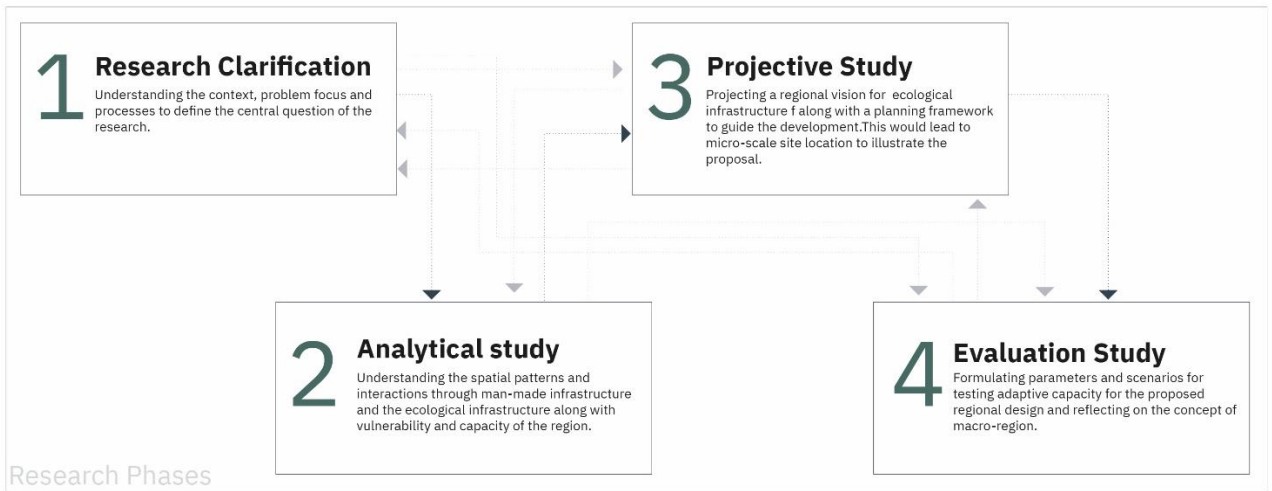 1
Research Clarification
Understanding the context, problem focus and
processes to define the central question of the
research.
3
Projective Study
Projecting a regional vision for ecological
infrastructure f along with a planning framework
to guide the development.This would lead to
micro-scale site location to illustrate the
proposal.
2
Analytical study
Understanding the spatial patterns and
interactions through man-made infrastructure
and the ecological infrastructure along with
vulnerability and capacity of the region.
4
Evaluation Study
Formulating parameters and scenarios for
testing adaptive capacity for the proposed
regional design and reflecting on the concept of
macro-region.
Research Phases